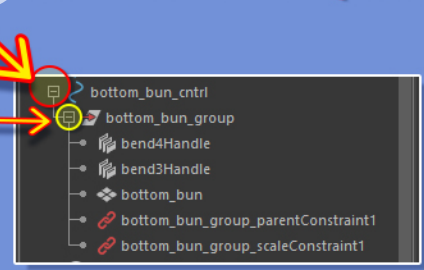 bottom_bun_cntrl
bottom_bun_group
bend4Handle
bend3Handle
bottom_bun
bottom_bun_group_parentConstraint1
bottom_bun_group_scaleConstraint1